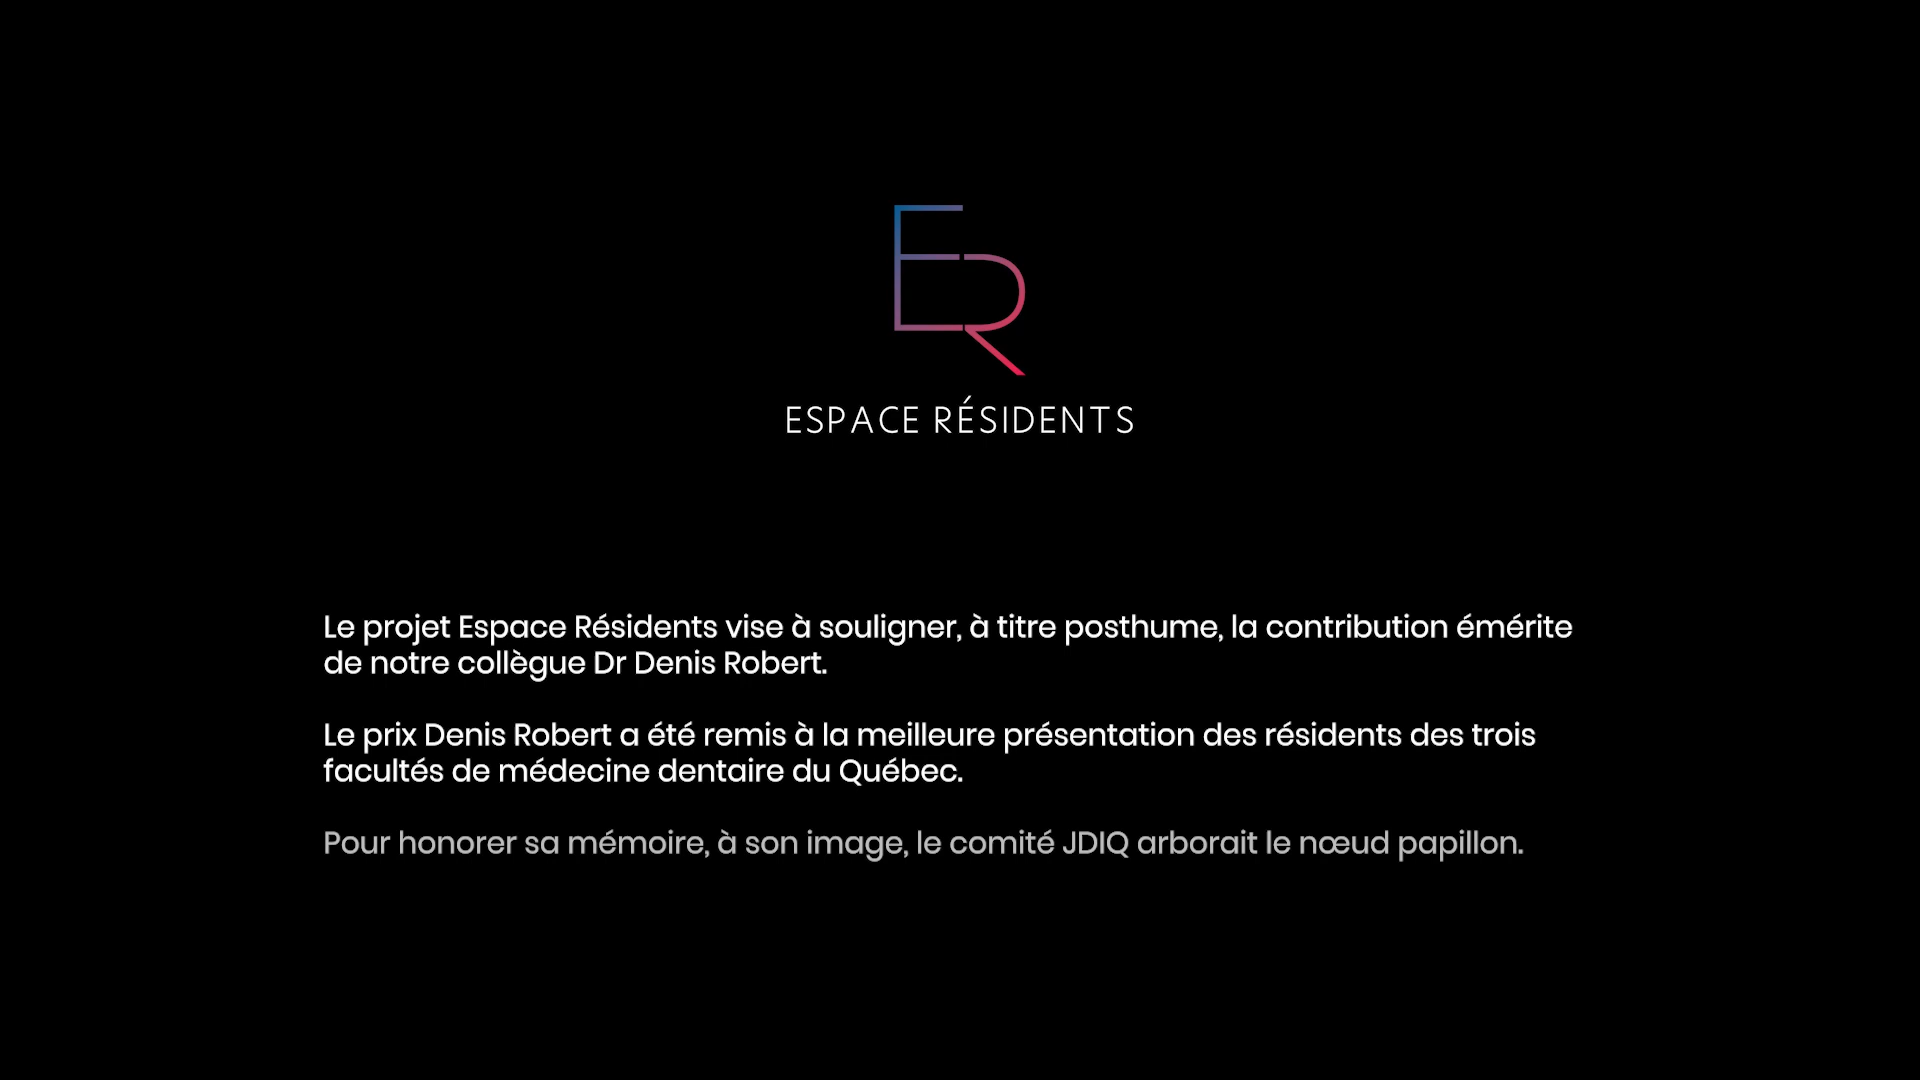 ER
ESPACE RÉSIDENTS
Le projet Espace Résidents vise à souligner, à titre posthume, la contribution émérite
de notre collègue Dr Denis Robert.
Le prix Denis Robert a été remis à la meilleure présentation des résidents des trois
facultés de médecine dentaire du Québec.
Pour honorer sa mémoire, à son image, le comité JDIQ arborait le nœud papillon.